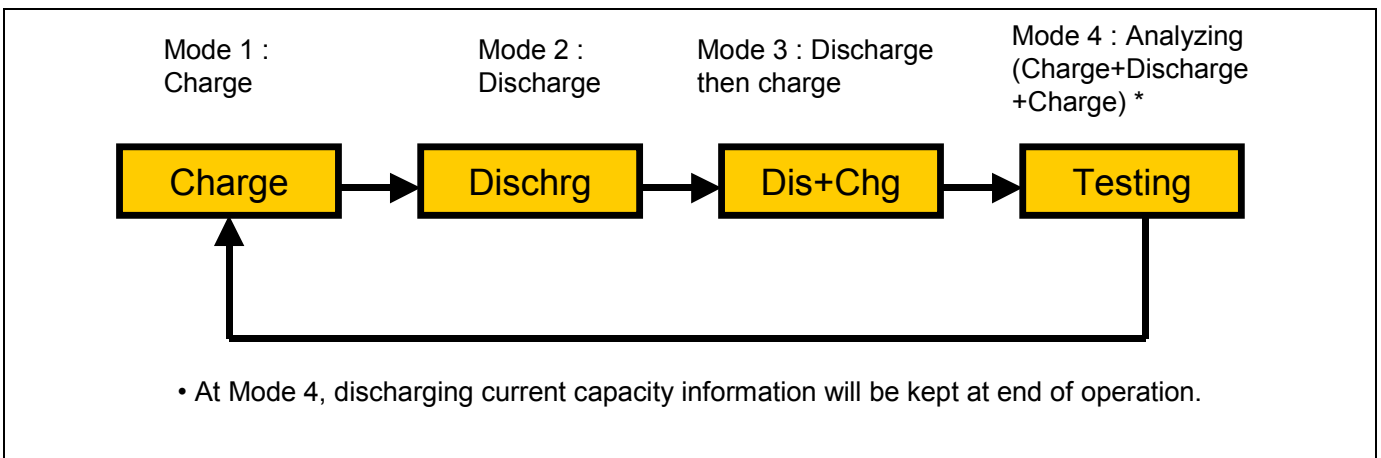 Mode 1 :
Charge
Mode 2 :
Discharge
Mode 3 : Discharge
then charge
Mode 4 : Analyzing
(Charge+Discharge
+Charge) *
Charge
Dischrg
Dis+Chg
Testing
• At Mode 4, discharging current capacity information will be kept at end of operation.